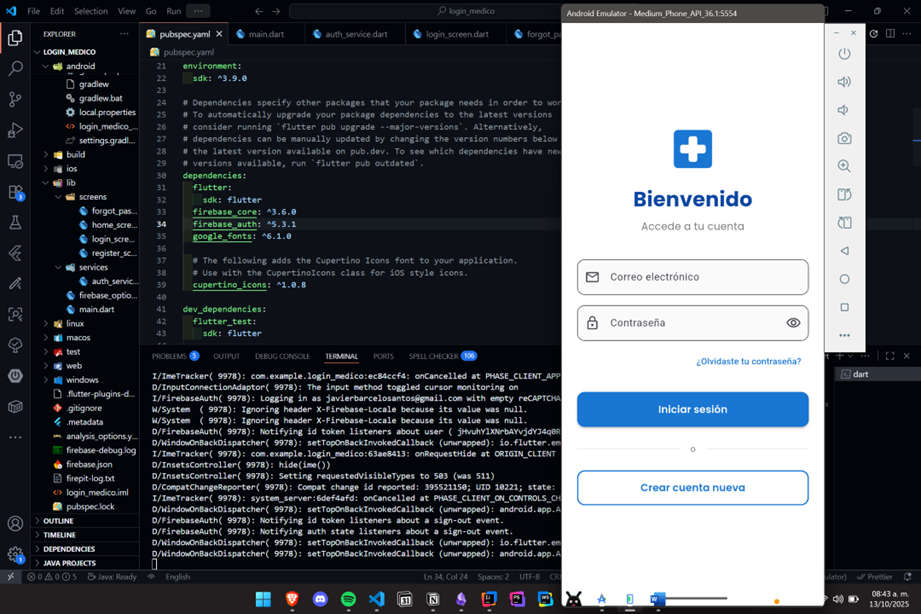 File Edit Selection View Go Run ···
login_medico
Android Emulator - Medium_Phone_API_36.1:5554
EXPLORER
LOGIN_MEDICO
android
gradlew
gradlew.bat
local.properties
login_medico_...
settings.gradl...
build
ios
lib
screens
forgot_pas...
home_scre...
login_scre...
register_sc...
services
auth_servic...
firebase_optio...
main.dart
linux
macos
test
web
windows
.flutter-plugins-d...
.gitignore
.metadata
analysis_options.y...
firebase-debug.log
firebase.json
firepit-log.txt
login_medico.iml
pubspec.lock
OUTLINE
TIMELINE
DEPENDENCIES
JAVA PROJECTS
pubspec.yaml
main.dart
auth_service.dart
login_screen.dart
forgot_pa
pubspec.yaml
21 environment:
22 sdk: ^3.9.0
23
24 # Dependencies specify other packages that your package needs in order to wor
25 # To automatically upgrade your package dependencies to the latest versions
26 # consider running `flutter pub upgrade --major-versions`. Alternatively,
27 # dependencies can be manually updated by changing the version numbers below
28 # the latest version available on pub.dev. To see which dependencies have new
29 # versions available, run `flutter pub outdated`.
30 dependencies:
31 flutter:
32 sdk: flutter
33 firebase_core: ^3.6.0
34 firebase_auth: ^5.3.1
35 google_fonts: ^6.1.0
36
37 # The following adds the Cupertino Icons font to your application.
38 # Use with the CupertinoIcons class for iOS style icons.
39 cupertino_icons: ^1.0.8
40
41 dev_dependencies:
42 flutter_test:
43 sdk: flutter
PROBLEMS 5 OUTPUT DEBUG CONSOLE TERMINAL PORTS SPELL CHECKER 106
I/ImeTracker( 9978): com.example.login_medico:ec84ccf4: onCancelled at PHASE_CLIENT_APP
D/InputConnectionAdaptor( 9978): The input method toggled cursor monitoring on
I/FirebaseAuth( 9978): Logging in as javierbarcelosantos@gmail.com with empty reCAPTCHA
W/System ( 9978): Ignoring header X-Firebase-Locale because its value was null.
W/System ( 9978): Ignoring header X-Firebase-Locale because its value was null.
D/FirebaseAuth( 9978): Notifying id token listeners about user ( jHvuhYlXNrbAYvjdYJ4q0R
D/WindowOnBackDispatcher( 9978): setTopOnBackInvokedCallback (unwrapped): io.flutter.em
I/ImeTracker( 9978): com.example.login_medico:63ae8413: onRequestHide at ORIGIN_CLIENT
D/InsetsController( 9978): hide(ime())
D/InsetsController( 9978): Setting requestedVisibleTypes to 503 (was 511)
D/CompatChangeReporter( 9978): Compat change id reported: 395521150; UID 10221; state:
I/ImeTracker( 9978): system_server:6def4afd: onCancelled at PHASE_CLIENT_ON_CONTROLS_CH
D/WindowOnBackDispatcher( 9978): setTopOnBackInvokedCallback (unwrapped): android.app.A
D/WindowOnBackDispatcher( 9978): setTopOnBackInvokedCallback (unwrapped): io.flutter.em
D/FirebaseAuth( 9978): Notifying id token listeners about a sign-out event.
D/FirebaseAuth( 9978): Notifying auth state listeners about a sign-out event.
D/WindowOnBackDispatcher( 9978): setTopOnBackInvokedCallback (unwrapped): io.flutter.em
D/WindowOnBackDispatcher( 9978): setTopOnBackInvokedCallback (unwrapped): android.app.A
dart
Bienvenido
Accede a tu cuenta
Correo electrónico
Contraseña
¿Olvidaste tu contraseña?
Iniciar sesión
o
Crear cuenta nueva
0 0 5 Java: Ready English
Ln 34, Col 24 Spaces: 2 UTF-8
ulator) Prettier
08:43 a. m.
13/10/2025